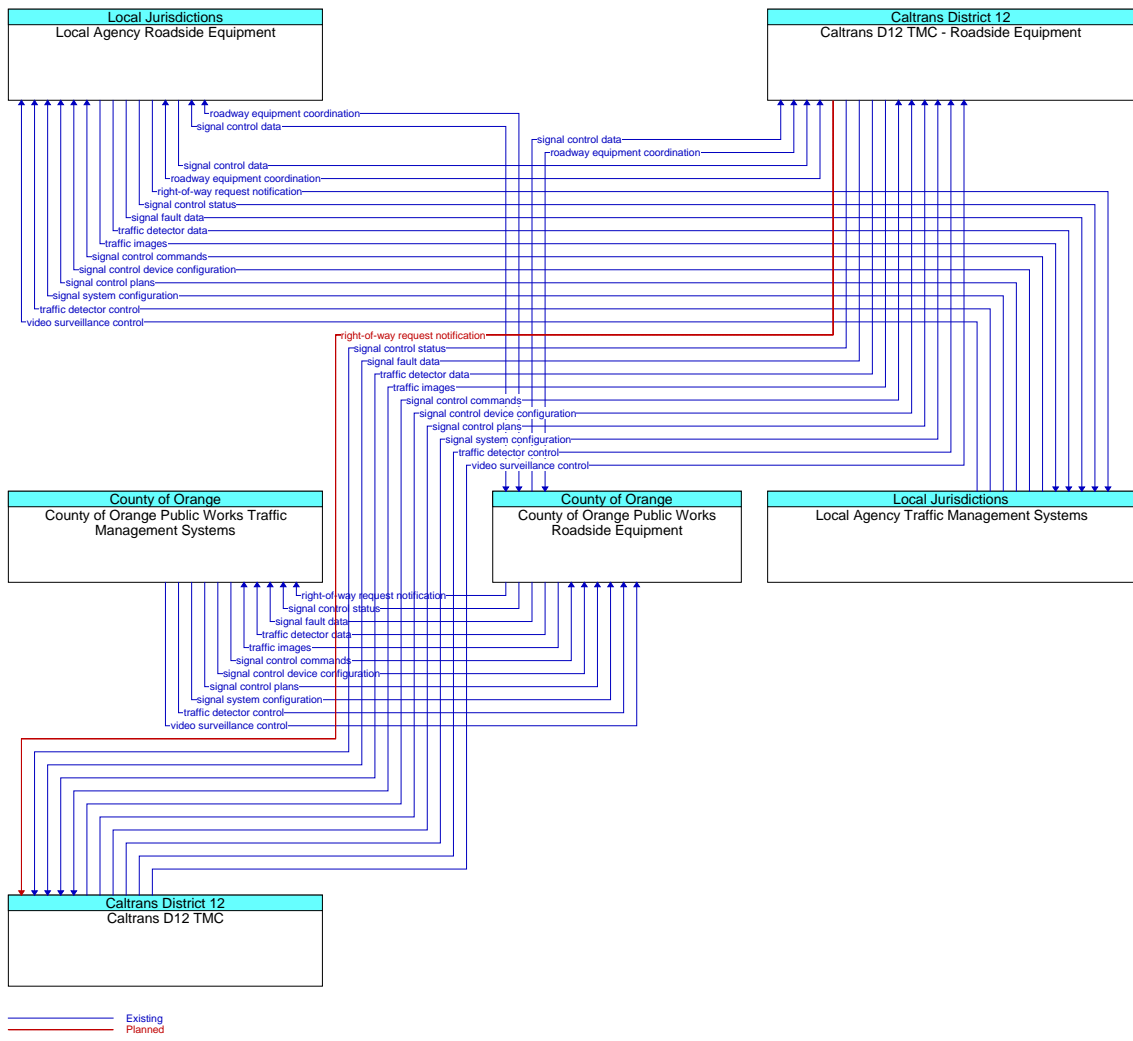 Local Jurisdictions
Local Agency Roadside Equipment
Caltrans District 12
Caltrans D12 TMC - Roadside Equipment
roadway equipment coordination
signal control data
signal control data
roadway equipment coordination
signal control data
roadway equipment coordination
right-of-way request notification
signal control status
signal fault data
traffic detector data
traffic images
signal control commands
signal control device configuration
signal control plans
signal system configuration
traffic detector control
video surveillance control
right-of-way request notification
signal control status
signal fault data
traffic detector data
traffic images
signal control commands
signal control device configuration
signal control plans
signal system configuration
traffic detector control
video surveillance control
County of Orange
County of Orange Public Works Traffic
Management Systems
County of Orange
County of Orange Public Works
Roadside Equipment
Local Jurisdictions
Local Agency Traffic Management Systems
right-of-way request notification
signal control status
signal fault data
traffic detector data
traffic images
signal control commands
signal control device configuration
signal control plans
signal system configuration
traffic detector control
video surveillance control
Caltrans District 12
Caltrans D12 TMC
Existing
Planned